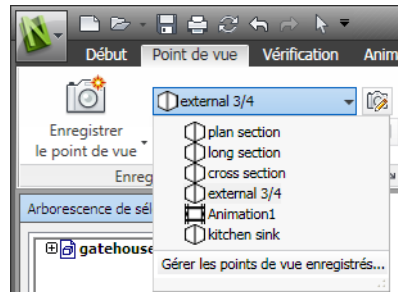 Début Point de vue Vérification Anim
external 3/4
Enregistrer
le point de vue
plan section
long section
cross section
external 3/4
Animation1
kitchen sink
Gérer les points de vue enregistrés...
Enreg
Arborescence de sél
gatehouse